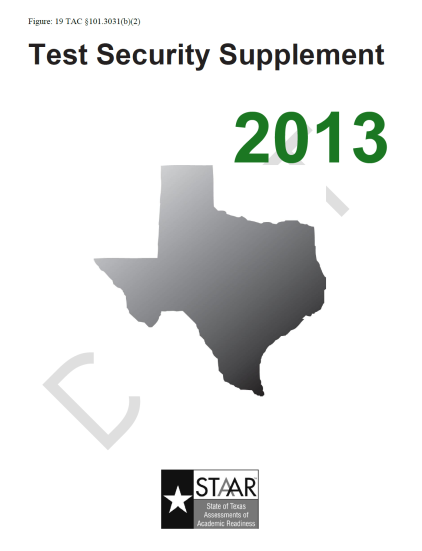 Figure: 19 TAC §101.3031(b)(2)
Test Security Supplement
2013
STAAR
State of Texas
Assessments of
Academic Readiness